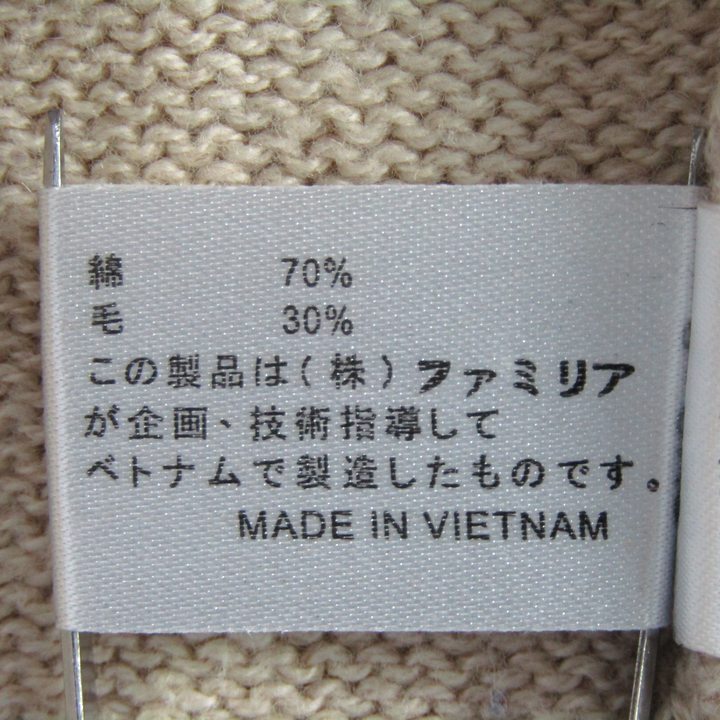 綿 70%
毛 30%
この製品は(株)ファミリア
が企画、技術指導して
ベトナムで製造したものです。
MADE IN VIETNAM